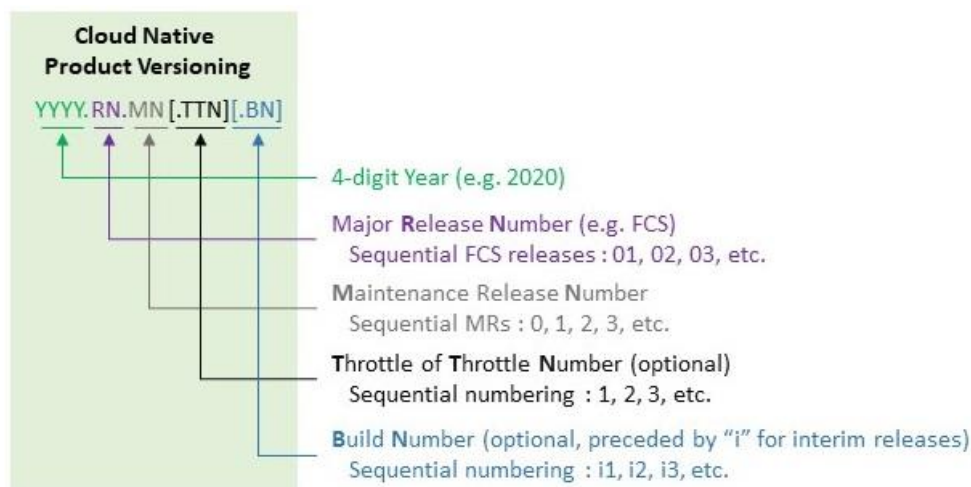 Cloud Native
Product Versioning
YYYY.RN.MN[.TTN][.BN]
4-digit Year (e.g. 2020)
Major Release Number (e.g. FCS)
Sequential FCS releases : 01, 02, 03, etc.
Maintenance Release Number
Sequential MRs : 0, 1, 2, 3, etc.
Throttle of Throttle Number (optional)
Sequential numbering : 1, 2, 3, etc.
Build Number (optional, preceded by “i” for interim releases)
Sequential numbering : i1, i2, i3, etc.